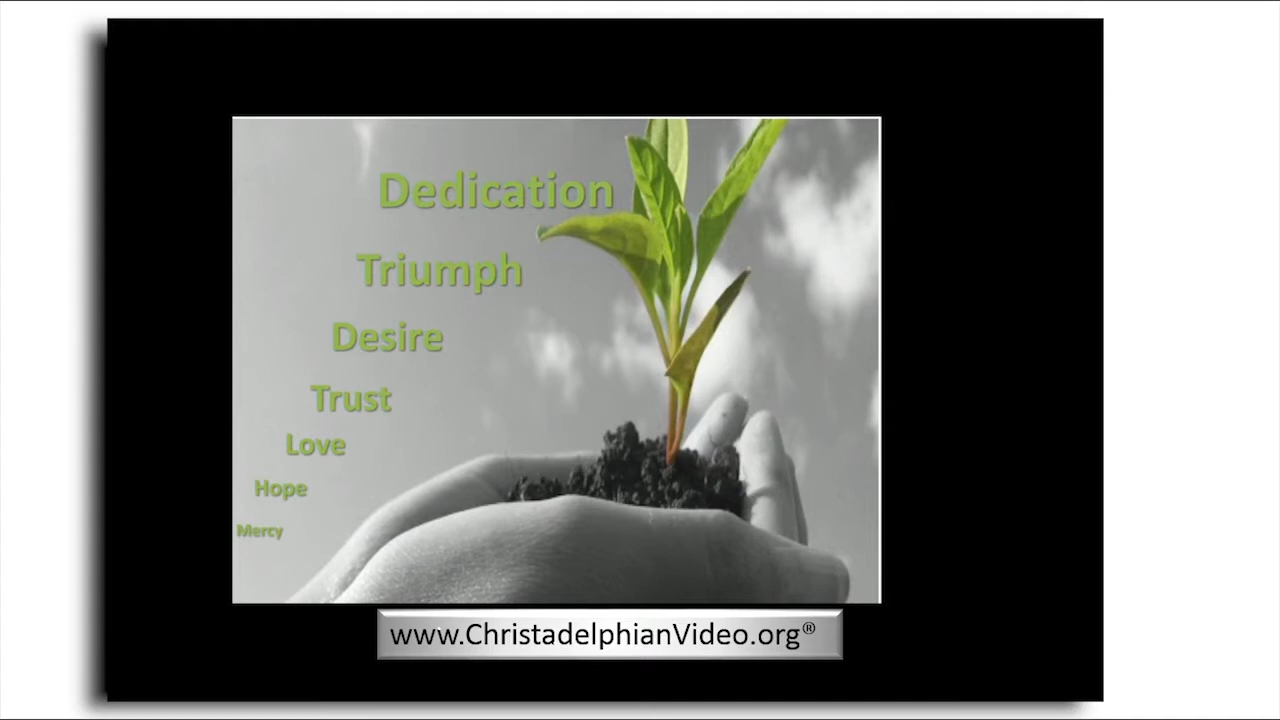 Dedication
Triumph
Desire
Trust
Love
Hope
Mercy
www.ChristadelphianVideo.org®